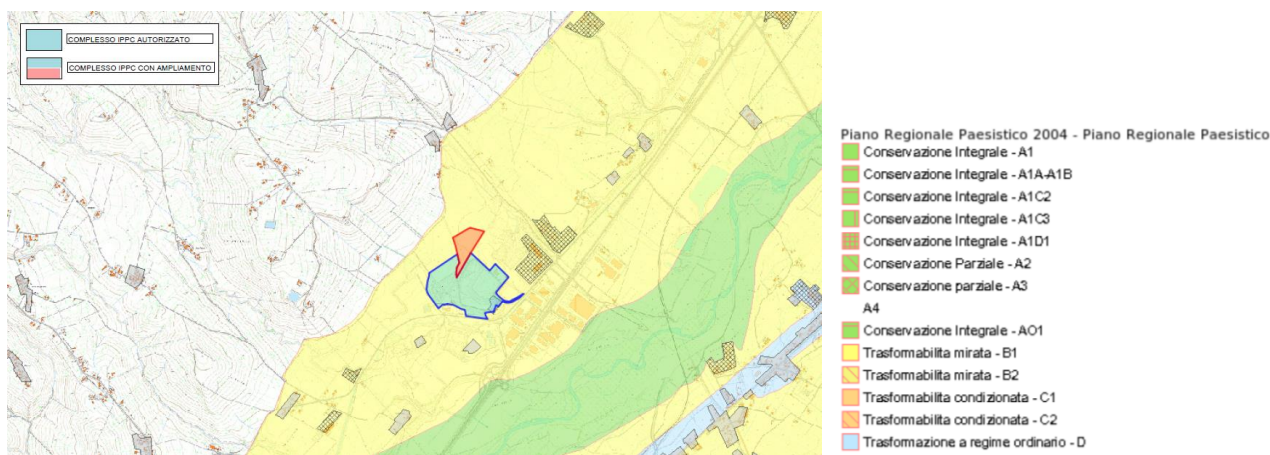 COMPLESSO IPPC AUTORIZZATO
COMPLESSO IPPC CON AMPLIAMENTO
Piano Regionale Paesistico 2004 - Piano Regionale Paesistico
Conservazione Integrale - A1
Conservazione Integrale - A1A-A1B
Conservazione Integrale - A1C2
Conservazione Integrale - A1C3
Conservazione Integrale - A1D1
Conservazione Parziale - A2
Conservazione parziale - A3
A4
Conservazione Integrale - AO1
Trasformabilita mirata - B1
Trasformabilita mirata - B2
Trasformabilita condizionata - C1
Trasformabilita condizionata - C2
Trasformazione a regime ordinario - D